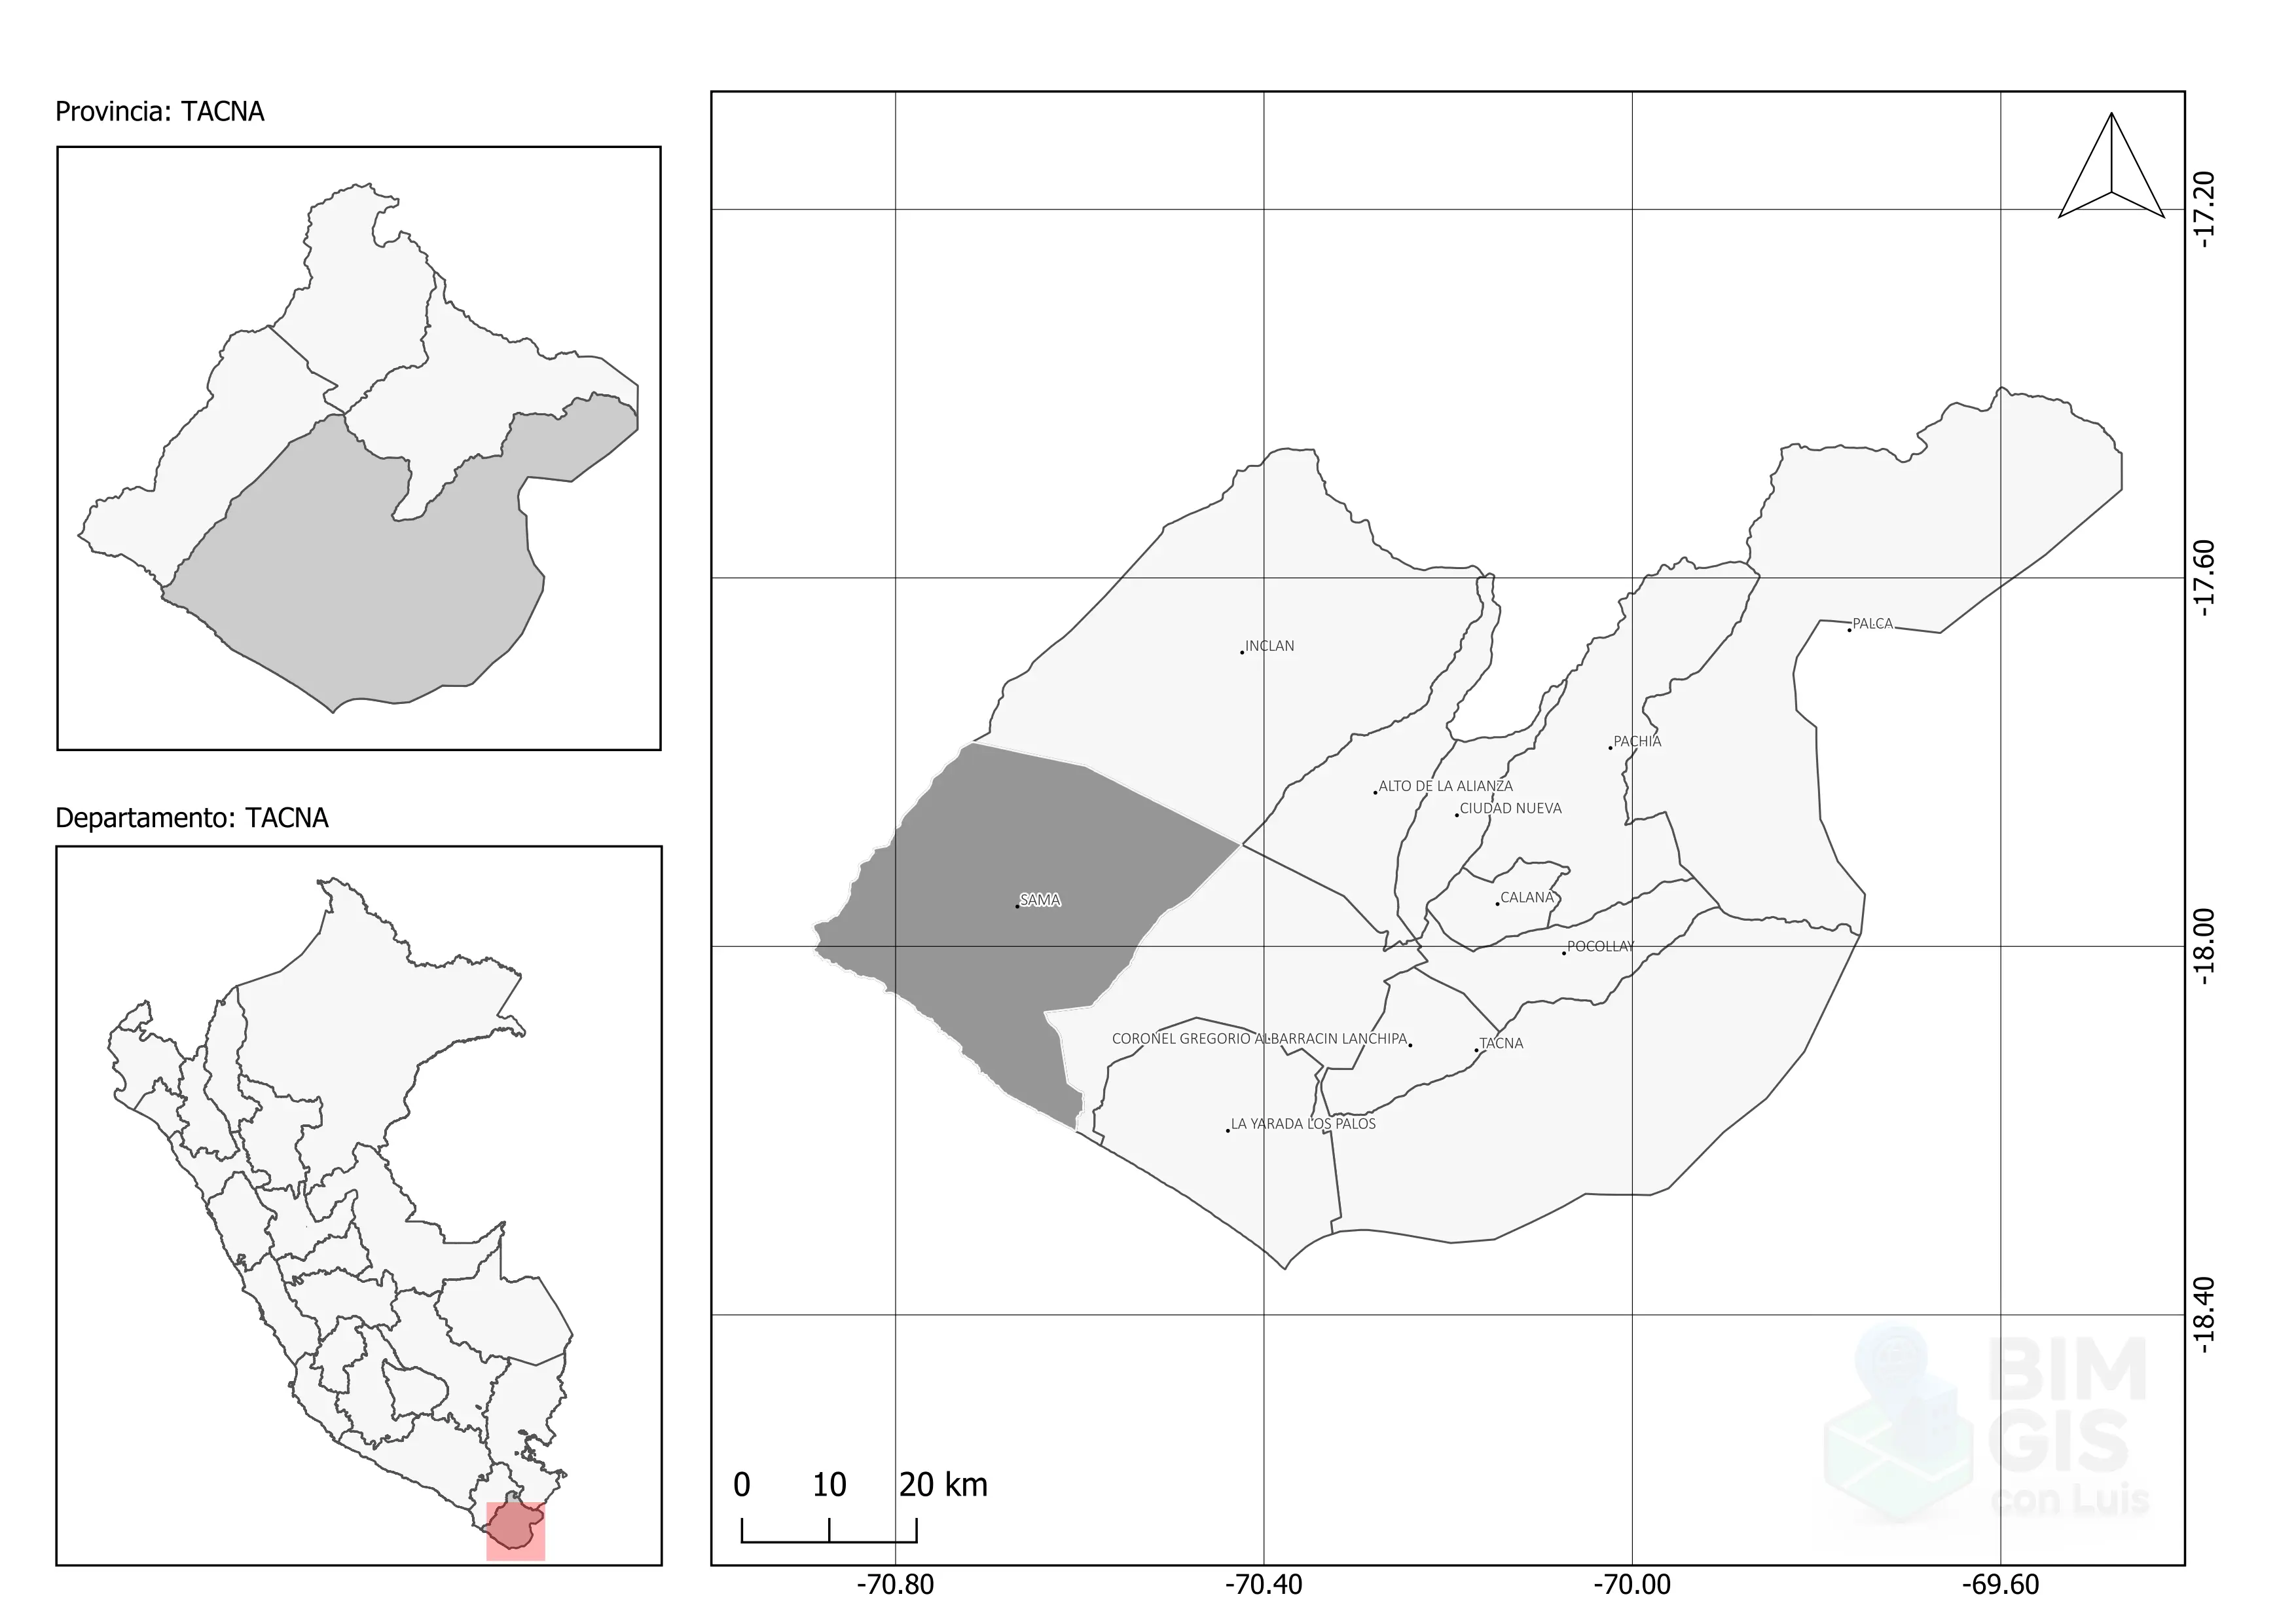 Provincia: TACNA
Departamento: TACNA
-17.20
-17.60
-18.00
-18.40
INCLAN
PALCA
PACHIA
ALTO DE LA ALIANZA
CIUDAD NUEVA
SAMA
CALANA
POCOLLAY
CORONEL GREGORIO ALBARRACIN LANCHIPA
TACNA
LA YARADA LOS PALOS
BIM
GIS
con Luis
0 10 20 km
-70.80 -70.40 -70.00 -69.60